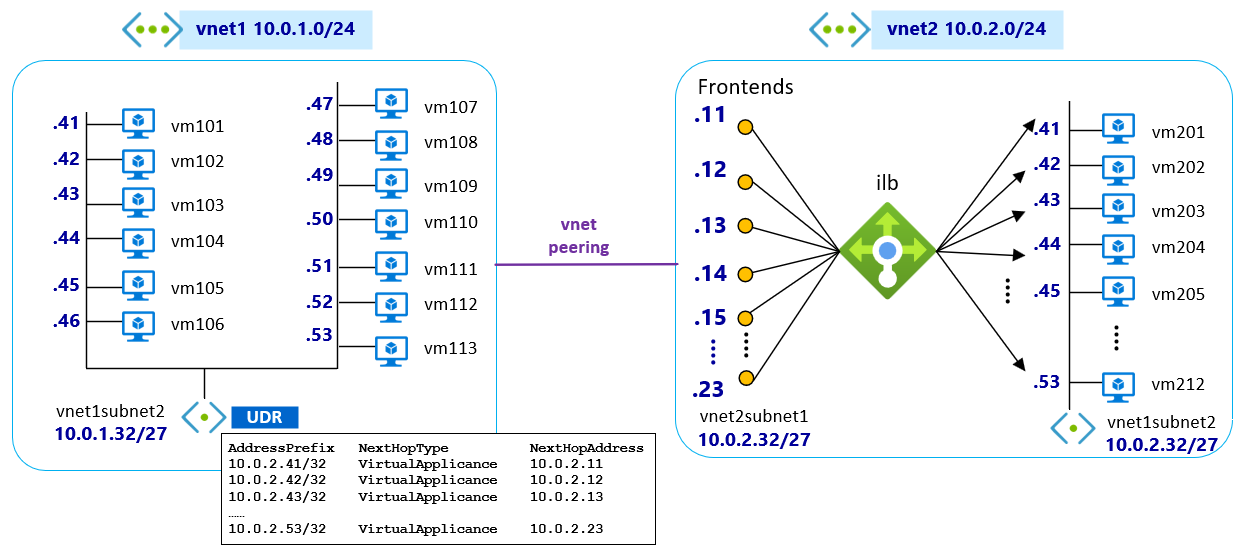 vnet1 10.0.1.0/24
.41 vm101
.42 vm102
.43 vm103
.44 vm104
.45 vm105
.46 vm106
.47 vm107
.48 vm108
.49 vm109
.50 vm110
.51 vm111
.52 vm112
.53 vm113
vnet1subnet2
10.0.1.32/27
UDR
AddressPrefix NextHopType NextHopAddress
10.0.2.41/32 VirtualApplicance 10.0.2.11
10.0.2.42/32 VirtualApplicance 10.0.2.12
10.0.2.43/32 VirtualApplicance 10.0.2.13
……
10.0.2.53/32 VirtualApplicance 10.0.2.23
vnet
peering
vnet2 10.0.2.0/24
Frontends
.11
.12
.13
.14
.15
.23
vnet2subnet1
10.0.2.32/27
ilb
.41 vm201
.42 vm202
.43 vm203
.44 vm204
.45 vm205
.53 vm212
vnet1subnet2
10.0.2.32/27